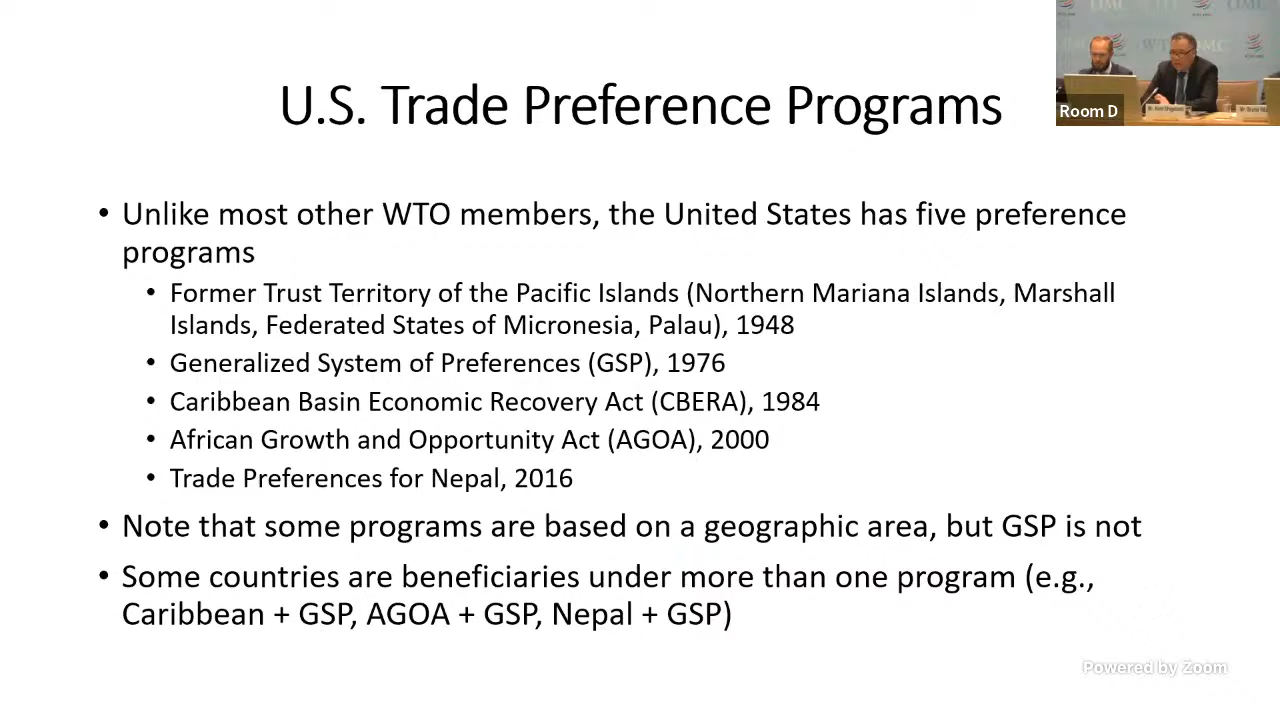 U.S. Trade Preference Programs
Room D
• Unlike most other WTO members, the United States has five preference
programs
• Former Trust Territory of the Pacific Islands (Northern Mariana Islands, Marshall
Islands, Federated States of Micronesia, Palau), 1948
• Generalized System of Preferences (GSP), 1976
• Caribbean Basin Economic Recovery Act (CBERA), 1984
• African Growth and Opportunity Act (AGOA), 2000
• Trade Preferences for Nepal, 2016
• Note that some programs are based on a geographic area, but GSP is not
• Some countries are beneficiaries under more than one program (e.g.,
Caribbean + GSP, AGOA + GSP, Nepal + GSP)
Powered by Zoom